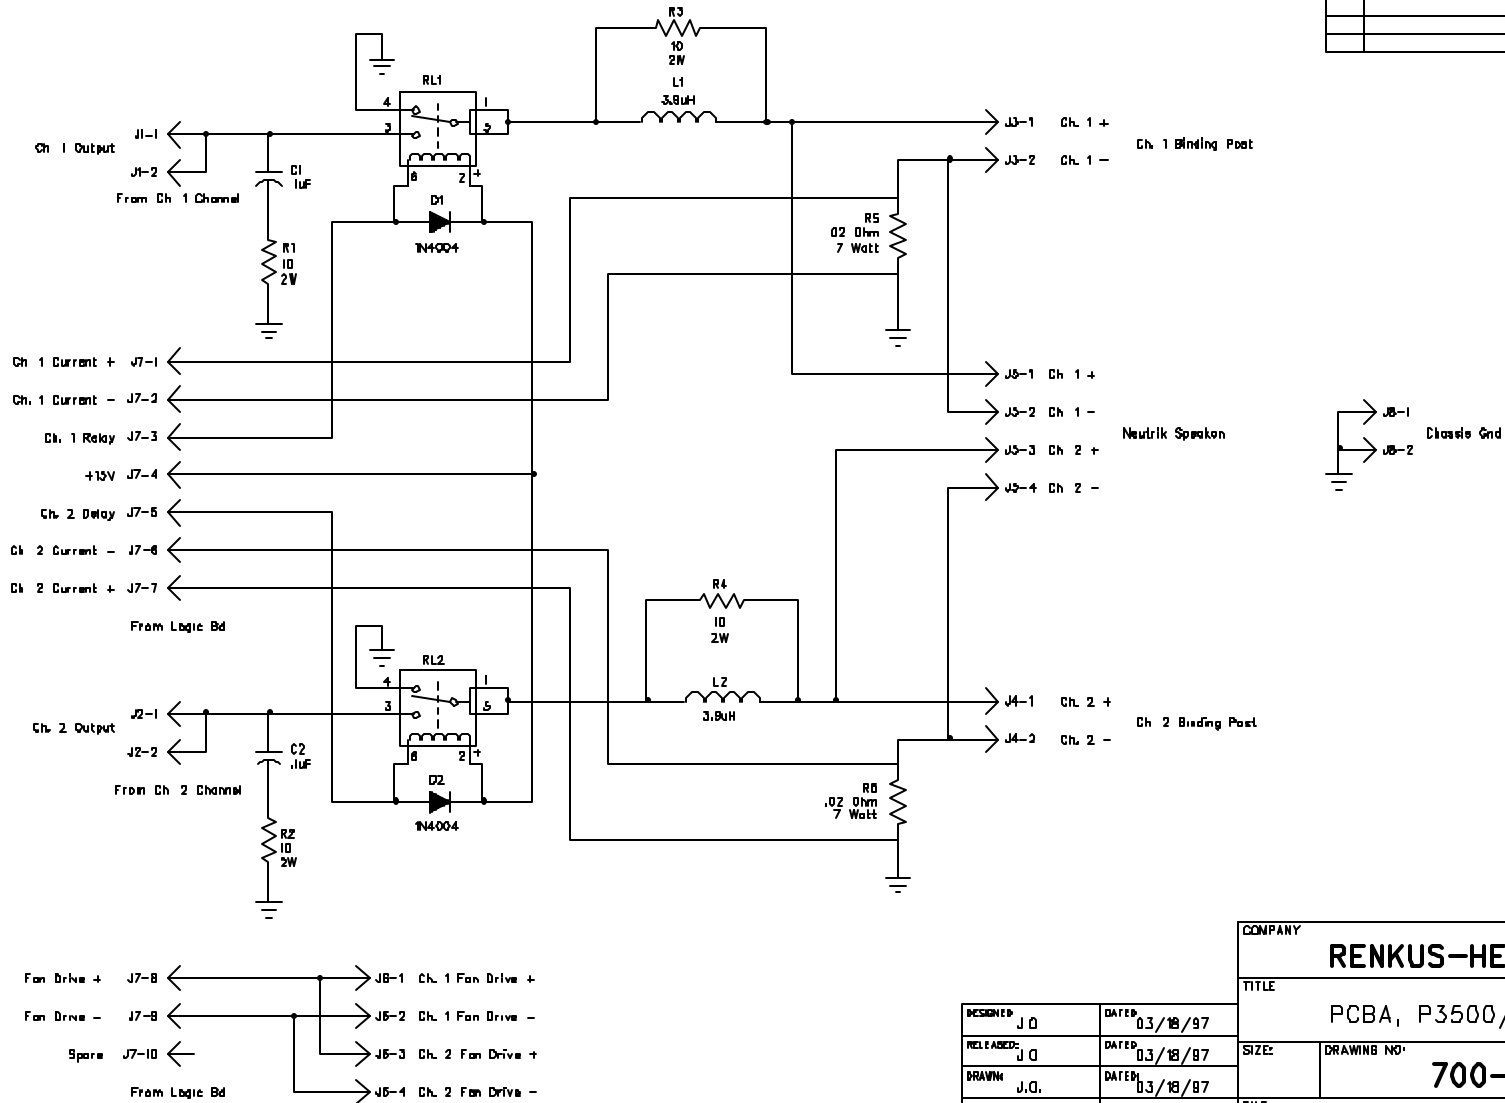 R3
10
2W
L1
3.9uH
RL1
4
1
3
5
6
2
+
D1
1N4004
Ch 1 Output
J1-1
J1-2
From Ch 1 Channel
C1
.1uF
R1
10
2W
J3-1 Ch. 1 +
J3-2 Ch. 1 -
Ch. 1 Binding Post
R5
.02 Ohm
7 Watt
Ch 1 Current + J7-1
Ch. 1 Current - J7-2
Ch. 1 Relay J7-3
+15V J7-4
Ch. 2 Delay J7-5
Ch 2 Current - J7-6
Ch 2 Current + J7-7
From Logic Bd
J5-1 Ch 1 +
J5-2 Ch 1 -
J5-3 Ch 2 +
J5-4 Ch 2 -
Neutrik Speakon
J8-1
J8-2
Chassis Gnd
R4
10
2W
L2
3.9uH
RL2
4
1
3
5
6
2
+
D2
1N4004
Ch. 2 Output
J2-1
J2-2
From Ch 2 Channel
C2
.1uF
R2
10
2W
J4-1 Ch. 2 +
J4-2 Ch. 2 -
Ch 2 Binding Post
R6
.02 Ohm
7 Watt
Fan Drive + J7-8
Fan Drive - J7-9
Spare J7-10
From Logic Bd
J6-1 Ch. 1 Fan Drive +
J6-2 Ch. 1 Fan Drive -
J6-3 Ch. 2 Fan Drive +
J6-4 Ch. 2 Fan Drive -
COMPANY
RENKUS-HE
TITLE
PCBA, P3500/
SIZE:
DRAWING NO:
700-
DESIGNED J O DATED 03/18/97
RELEASED: J O DATED 03/18/97
DRAWN J.O. DATED: 03/18/97